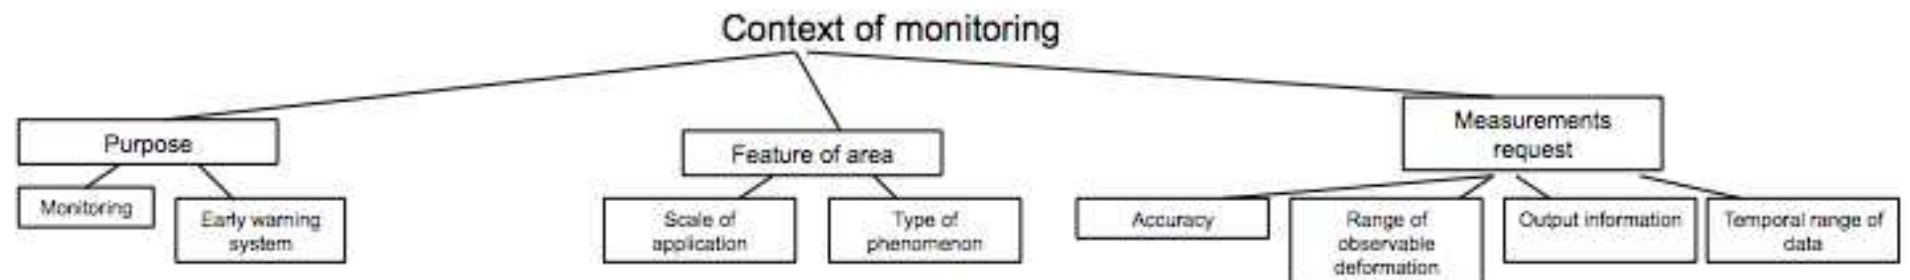 Context of monitoring
Purpose
Monitoring
Early warning
system
Feature of area
Scale of
application
Type of
phenomenon
Measurements
request
Accuracy
Range of
observable
deformation
Output information
Temporal range of
data